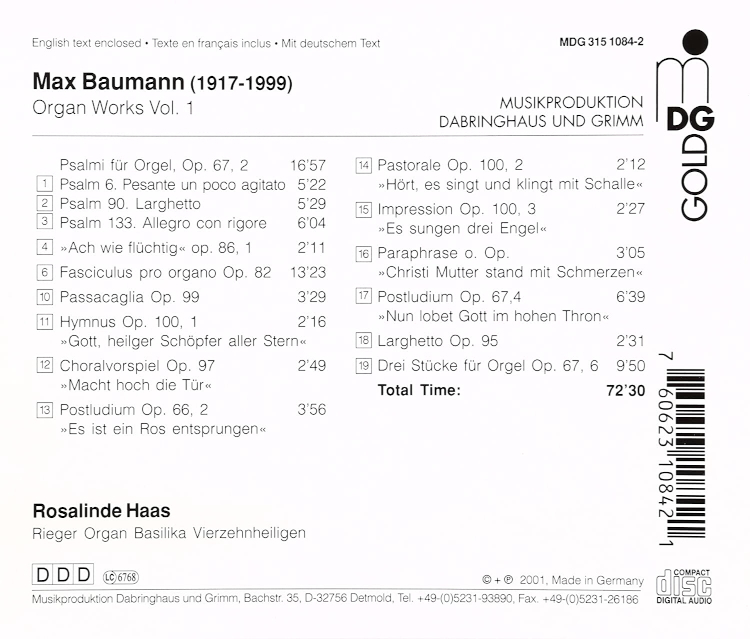 English text enclosed • Texte en français inclus • Mit deutschem Text
MDG 315 1084-2
Max Baumann (1917-1999)
Organ Works Vol. 1
MUSIKPRODUKTION
DABRINGHAUS UND GRIMM
m
DG
GOLD
Psalmi für Orgel, Op. 67, 2 16'57
1 Psalm 6. Pesante un poco agitato 5'22
2 Psalm 90. Larghetto 5'29
3 Psalm 133. Allegro con rigore 6'04
4 »Ach wie flüchtig« op. 86, 1 2'11
6 Fasciculus pro organo Op. 82 13'23
10 Passacaglia Op. 99 3'29
11 Hymnus Op. 100, 1 2'16
»Gott, heilger Schöpfer aller Stern«
12 Choralvorspiel Op. 97 2'49
»Macht hoch die Tür«
13 Postludium Op. 66, 2 3'56
»Es ist ein Ros entsprungen«
14 Pastorale Op. 100, 2 2'12
»Hört, es singt und klingt mit Schalle«
15 Impression Op. 100, 3 2'27
»Es sungen drei Engel«
16 Paraphrase o. Op. 3'05
»Christi Mutter stand mit Schmerzen«
17 Postludium Op. 67,4 6'39
»Nun lobet Gott im hohen Thron«
18 Larghetto Op. 95 2'31
19 Drei Stücke für Orgel Op. 67, 6 9'50
Total Time: 72'30
7 60623 10842 1
Rosalinde Haas
Rieger Organ Basilika Vierzehnheiligen
DDD LC 6768
© + ℗ 2001, Made in Germany
Musikproduktion Dabringhaus und Grimm, Bachstr. 35, D-32756 Detmold, Tel. +49-(0)5231-93890, Fax. +49-(0)5231-26186
COMPACT
disc
DIGITAL AUDIO